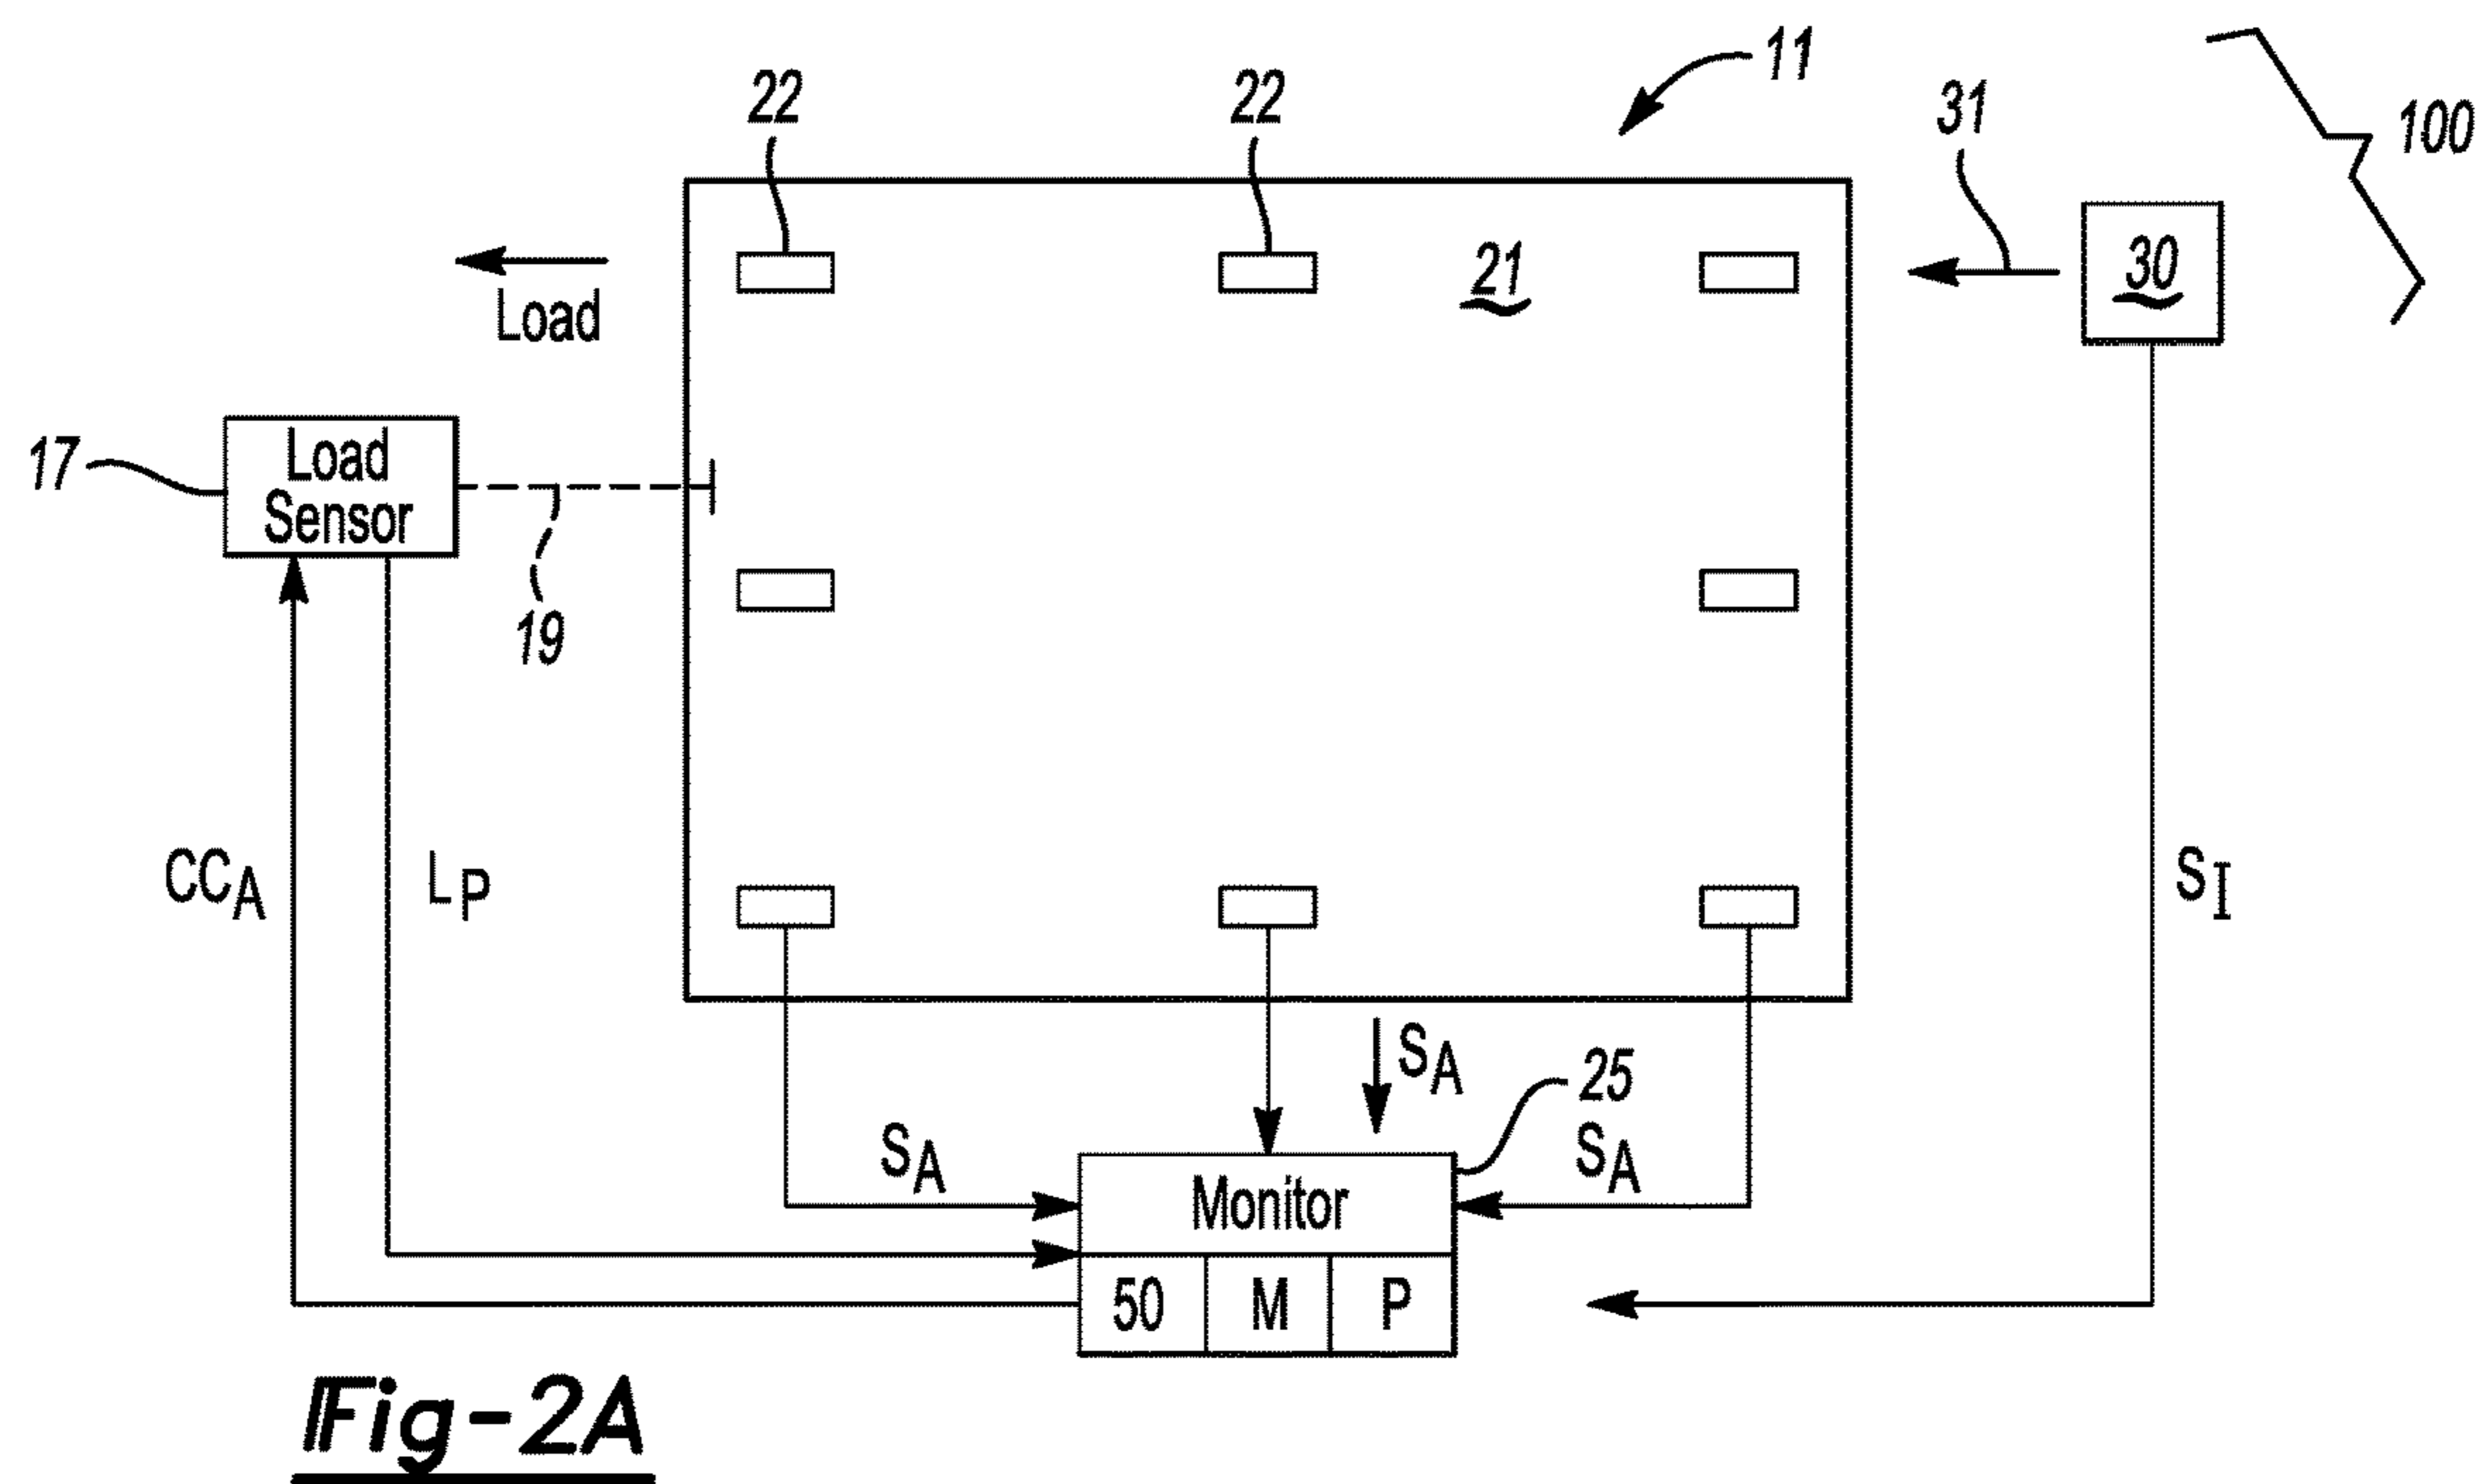 11
22
22
31
100
21
30
Load
17
Load
Sensor
19
CCA
LP
SI
SA
25
SA
SA
Monitor
50 M P
Fig-2A